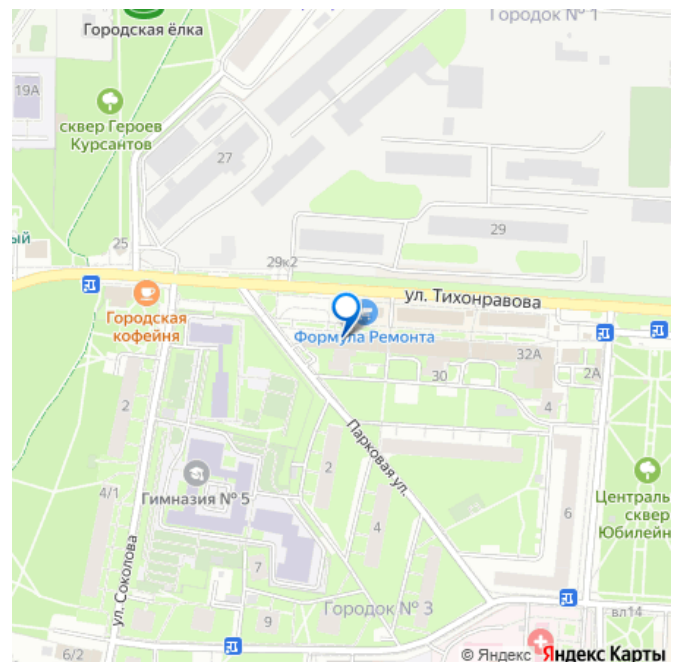 Городок № 1
Городская ёлка
19А
сквер Героев
Курсантов
27
29
ый
25
29к2
ул. Тихонравова
Городская
кофейня
Формула Ремонта
32А
30
2А
2
4
Парковая ул.
2
4/1
Гимназия № 5
4
6
Централь
сквер
Юбилейн
ул. Соколова
7
9
Городок № 3
вл14
6/2
© Яндекс Яндекс Карты